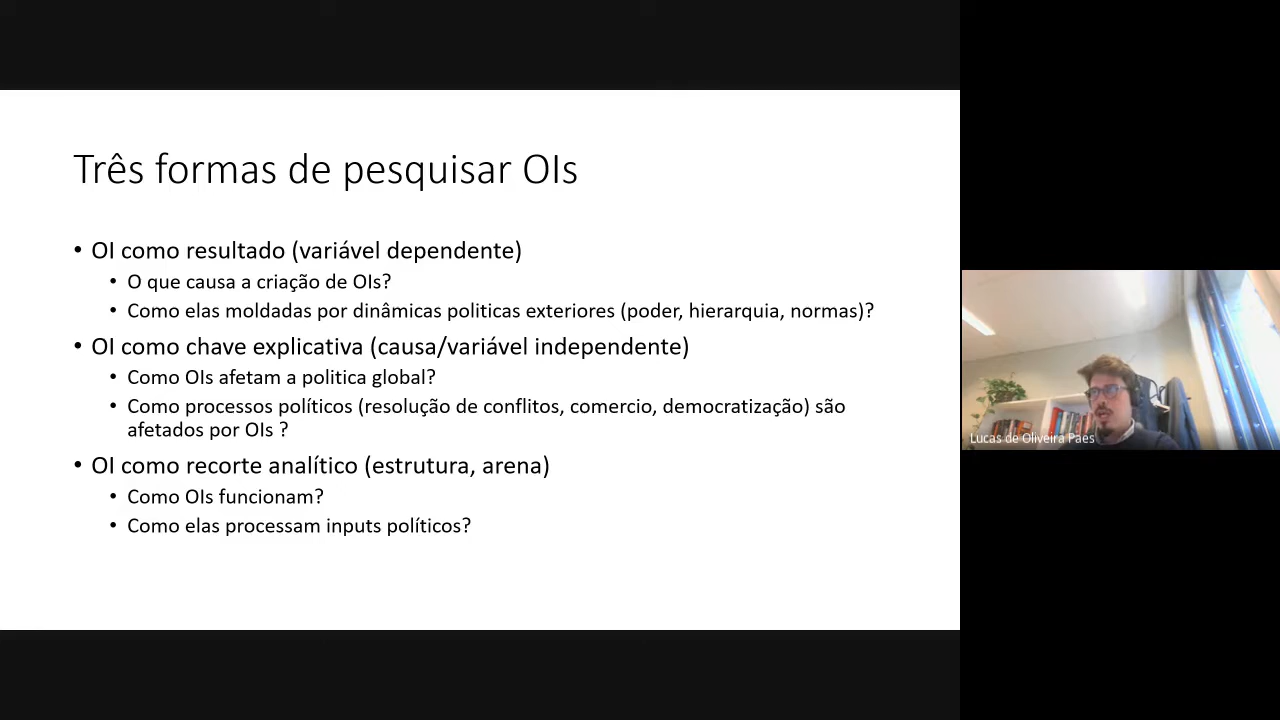 Três formas de pesquisar OIs
• OI como resultado (variável dependente)
• O que causa a criação de OIs?
• Como elas moldadas por dinâmicas politicas exteriores (poder, hierarquia, normas)?
• OI como chave explicativa (causa/variável independente)
• Como OIs afetam a politica global?
• Como processos políticos (resolução de conflitos, comercio, democratização) são
afetados por OIs ?
• OI como recorte analítico (estrutura, arena)
• Como OIs funcionam?
• Como elas processam inputs políticos?
Lucas de Oliveira Paes